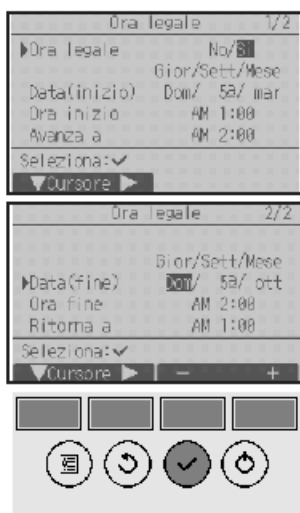 Ora legale 1/2
▶Ora legale No/Sì
Gior/Sett/Mese
Data(inizio) Dom/ 5ª/ mar
Ora inizio AM 1:00
Avanza a AM 2:00
Seleziona:✔
▼Cursore ▶
Ora legale 2/2
Gior/Sett/Mese
▶Data(fine) Dom/ 5ª/ ott
Ora fine AM 2:00
Ritorna a AM 1:00
Seleziona:✔
▼Cursore ▶ − +